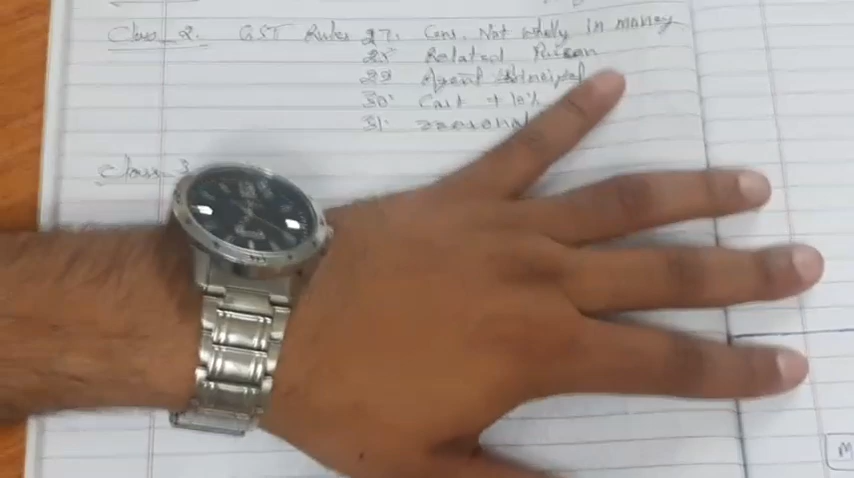 Class 2. GST Rules 27. Cons. Not wholly in money
28 Related Person
29 Agent Principal
30 Cost + 10%
31
Class 3
M